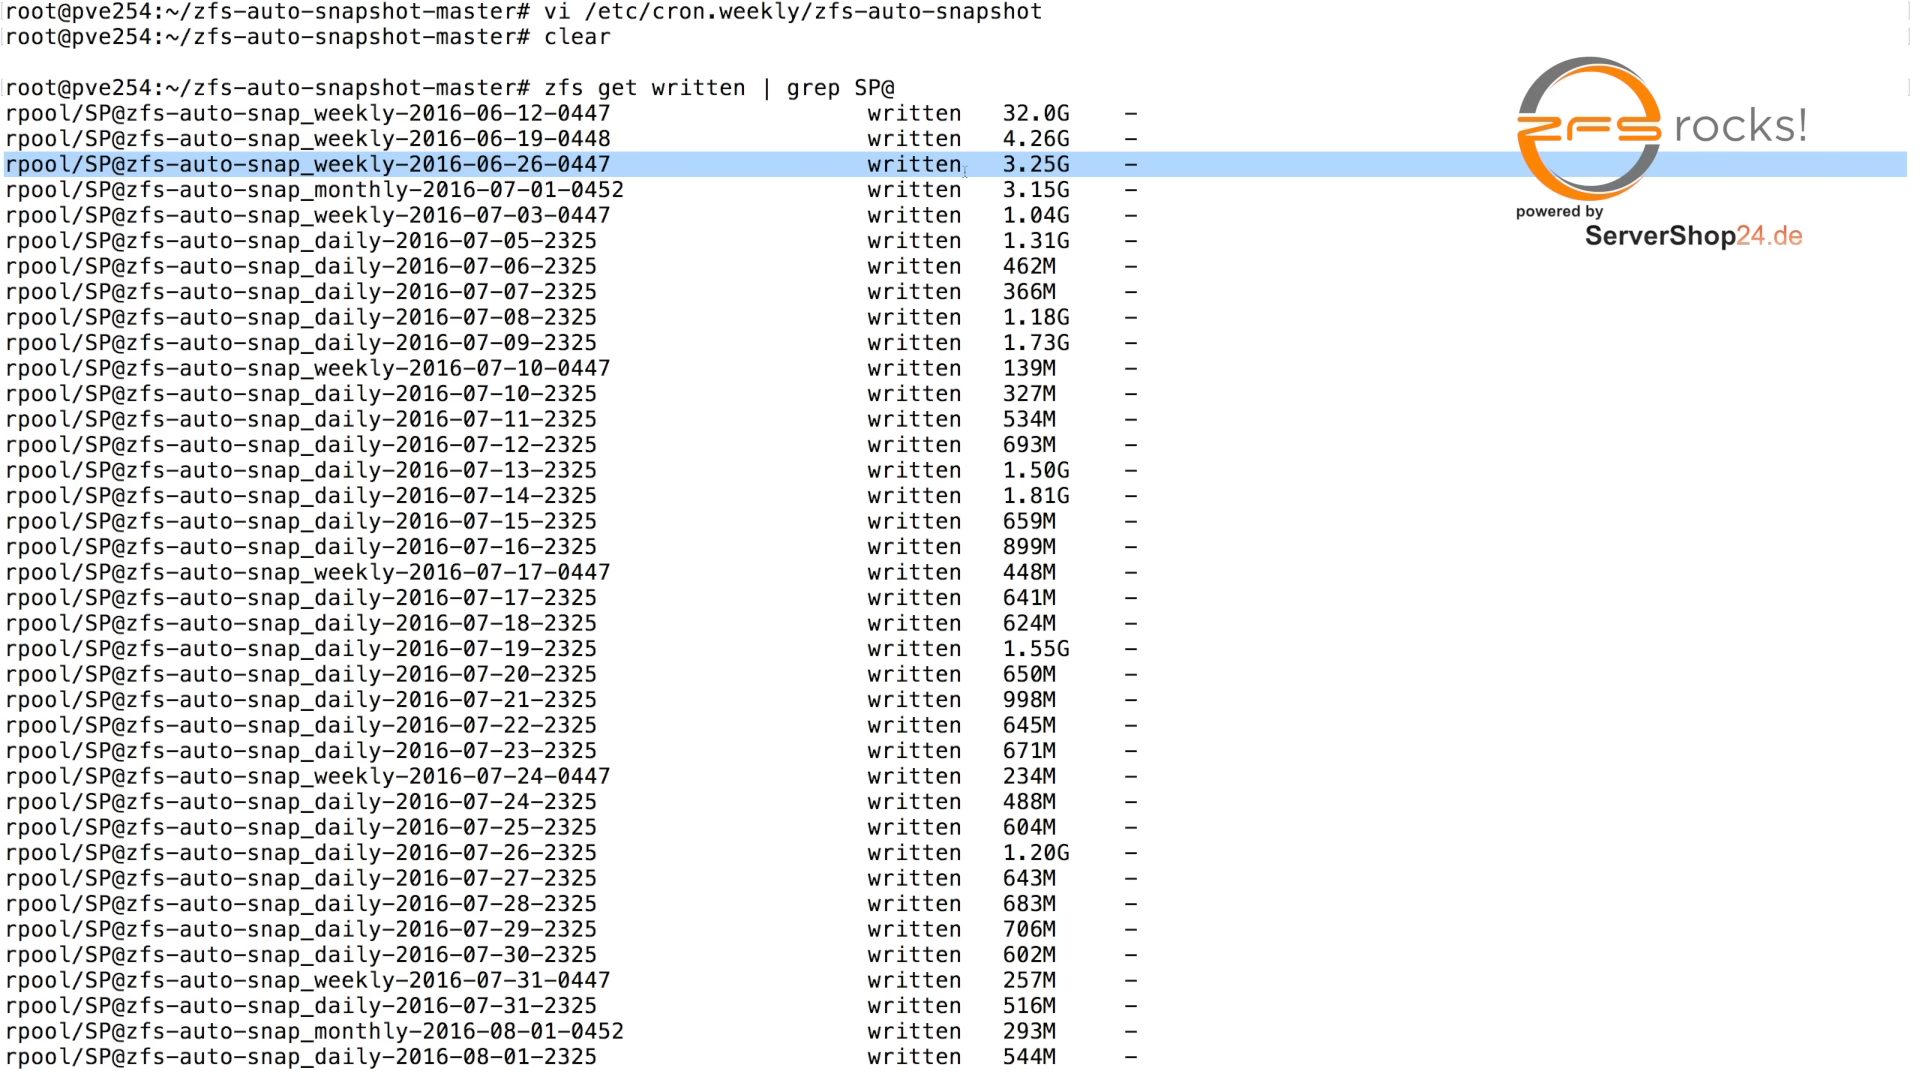 root@pve254:~/zfs-auto-snapshot-master# vi /etc/cron.weekly/zfs-auto-snapshot
root@pve254:~/zfs-auto-snapshot-master# clear
root@pve254:~/zfs-auto-snapshot-master# zfs get written | grep SP@
rpool/SP@zfs-auto-snap_weekly-2016-06-12-0447 written 32.0G -
rpool/SP@zfs-auto-snap_weekly-2016-06-19-0448 written 4.26G -
rpool/SP@zfs-auto-snap_weekly-2016-06-26-0447 written 3.25G -
rpool/SP@zfs-auto-snap_monthly-2016-07-01-0452 written 3.15G -
rpool/SP@zfs-auto-snap_weekly-2016-07-03-0447 written 1.04G -
rpool/SP@zfs-auto-snap_daily-2016-07-05-2325 written 1.31G -
rpool/SP@zfs-auto-snap_daily-2016-07-06-2325 written 462M -
rpool/SP@zfs-auto-snap_daily-2016-07-07-2325 written 366M -
rpool/SP@zfs-auto-snap_daily-2016-07-08-2325 written 1.18G -
rpool/SP@zfs-auto-snap_daily-2016-07-09-2325 written 1.73G -
rpool/SP@zfs-auto-snap_weekly-2016-07-10-0447 written 139M -
rpool/SP@zfs-auto-snap_daily-2016-07-10-2325 written 327M -
rpool/SP@zfs-auto-snap_daily-2016-07-11-2325 written 534M -
rpool/SP@zfs-auto-snap_daily-2016-07-12-2325 written 693M -
rpool/SP@zfs-auto-snap_daily-2016-07-13-2325 written 1.50G -
rpool/SP@zfs-auto-snap_daily-2016-07-14-2325 written 1.81G -
rpool/SP@zfs-auto-snap_daily-2016-07-15-2325 written 659M -
rpool/SP@zfs-auto-snap_daily-2016-07-16-2325 written 899M -
rpool/SP@zfs-auto-snap_weekly-2016-07-17-0447 written 448M -
rpool/SP@zfs-auto-snap_daily-2016-07-17-2325 written 641M -
rpool/SP@zfs-auto-snap_daily-2016-07-18-2325 written 624M -
rpool/SP@zfs-auto-snap_daily-2016-07-19-2325 written 1.55G -
rpool/SP@zfs-auto-snap_daily-2016-07-20-2325 written 650M -
rpool/SP@zfs-auto-snap_daily-2016-07-21-2325 written 998M -
rpool/SP@zfs-auto-snap_daily-2016-07-22-2325 written 645M -
rpool/SP@zfs-auto-snap_daily-2016-07-23-2325 written 671M -
rpool/SP@zfs-auto-snap_weekly-2016-07-24-0447 written 234M -
rpool/SP@zfs-auto-snap_daily-2016-07-24-2325 written 488M -
rpool/SP@zfs-auto-snap_daily-2016-07-25-2325 written 604M -
rpool/SP@zfs-auto-snap_daily-2016-07-26-2325 written 1.20G -
rpool/SP@zfs-auto-snap_daily-2016-07-27-2325 written 643M -
rpool/SP@zfs-auto-snap_daily-2016-07-28-2325 written 683M -
rpool/SP@zfs-auto-snap_daily-2016-07-29-2325 written 706M -
rpool/SP@zfs-auto-snap_daily-2016-07-30-2325 written 602M -
rpool/SP@zfs-auto-snap_weekly-2016-07-31-0447 written 257M -
rpool/SP@zfs-auto-snap_daily-2016-07-31-2325 written 516M -
rpool/SP@zfs-auto-snap_monthly-2016-08-01-0452 written 293M -
rpool/SP@zfs-auto-snap_daily-2016-08-01-2325 written 544M -
zfs rocks!
powered by
ServerShop24.de